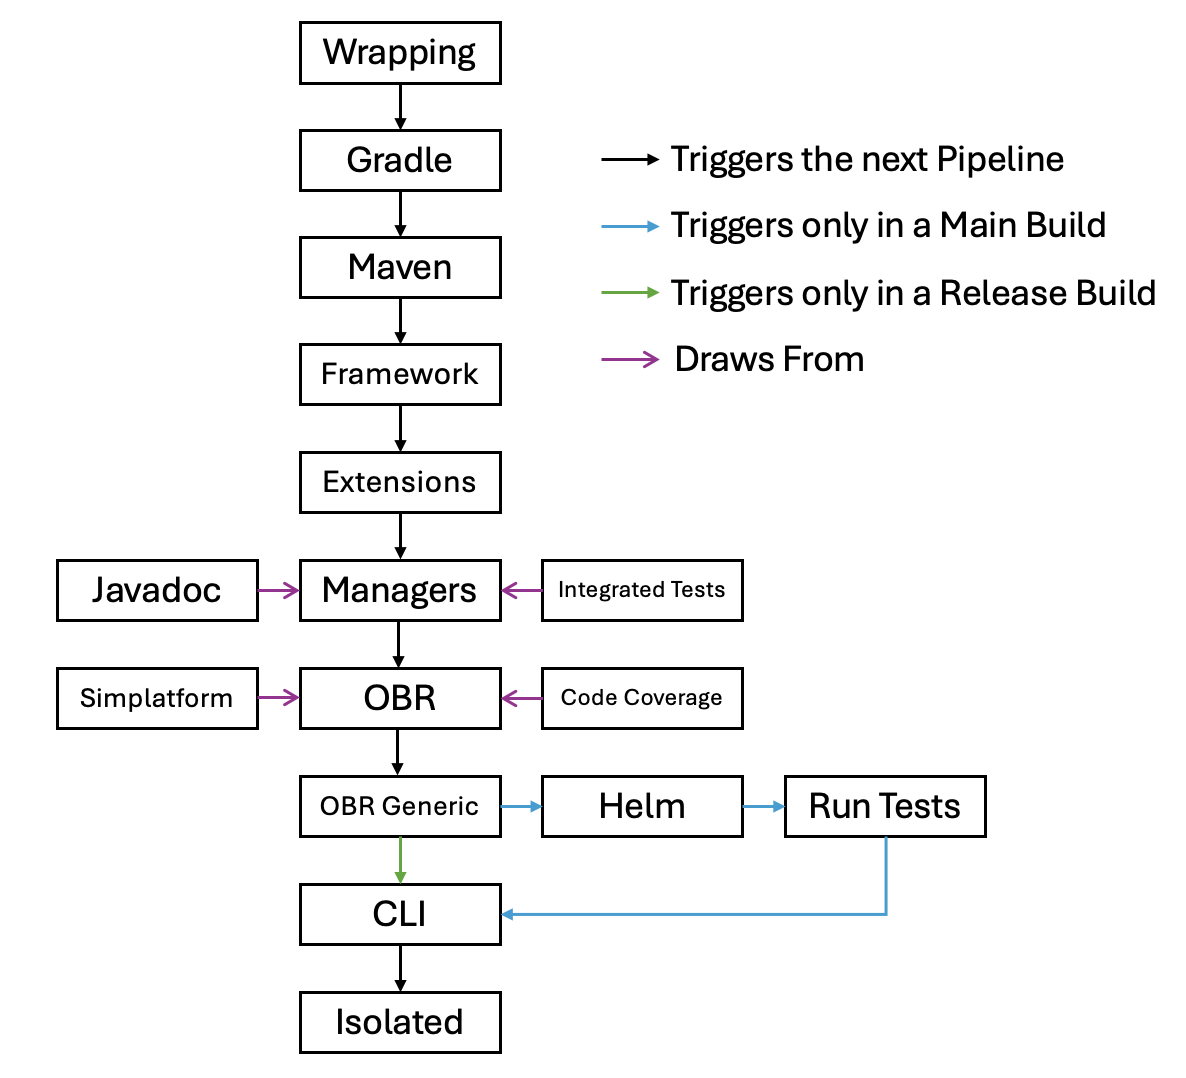 Wrapping
Gradle
Triggers the next Pipeline
Triggers only in a Main Build
Maven
Triggers only in a Release Build
Draws From
Framework
Extensions
Javadoc
Managers
Integrated Tests
Simplatform
OBR
Code Coverage
OBR Generic
Helm
Run Tests
CLI
Isolated